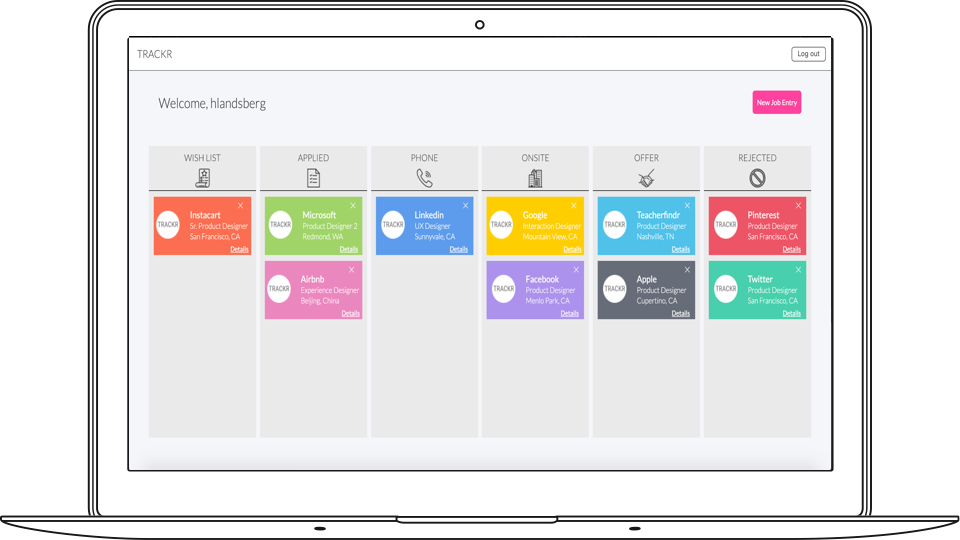 TRACKR
Log out
Welcome, hlandsberg
New Job Entry
WISH LIST
APPLIED
PHONE
ONSITE
OFFER
REJECTED
X
TRACKR
Instacart
Sr. Product Designer
San Francisco, CA
Details
X
TRACKR
Microsoft
Product Designer 2
Redmond, WA
Details
X
TRACKR
Linkedin
UX Designer
Sunnyvale, CA
Details
X
TRACKR
Google
Interaction Designer
Mountain View, CA
Details
X
TRACKR
Teacherfindr
Product Designer
Nashville, TN
Details
X
TRACKR
Pinterest
Product Designer
San Francisco, CA
Details
X
TRACKR
Airbnb
Experience Designer
Beijing, China
Details
X
TRACKR
Facebook
Product Designer
Menlo Park, CA
Details
X
TRACKR
Apple
Product Designer
Cupertino, CA
Details
X
TRACKR
Twitter
Product Designer
San Francisco, CA
Details